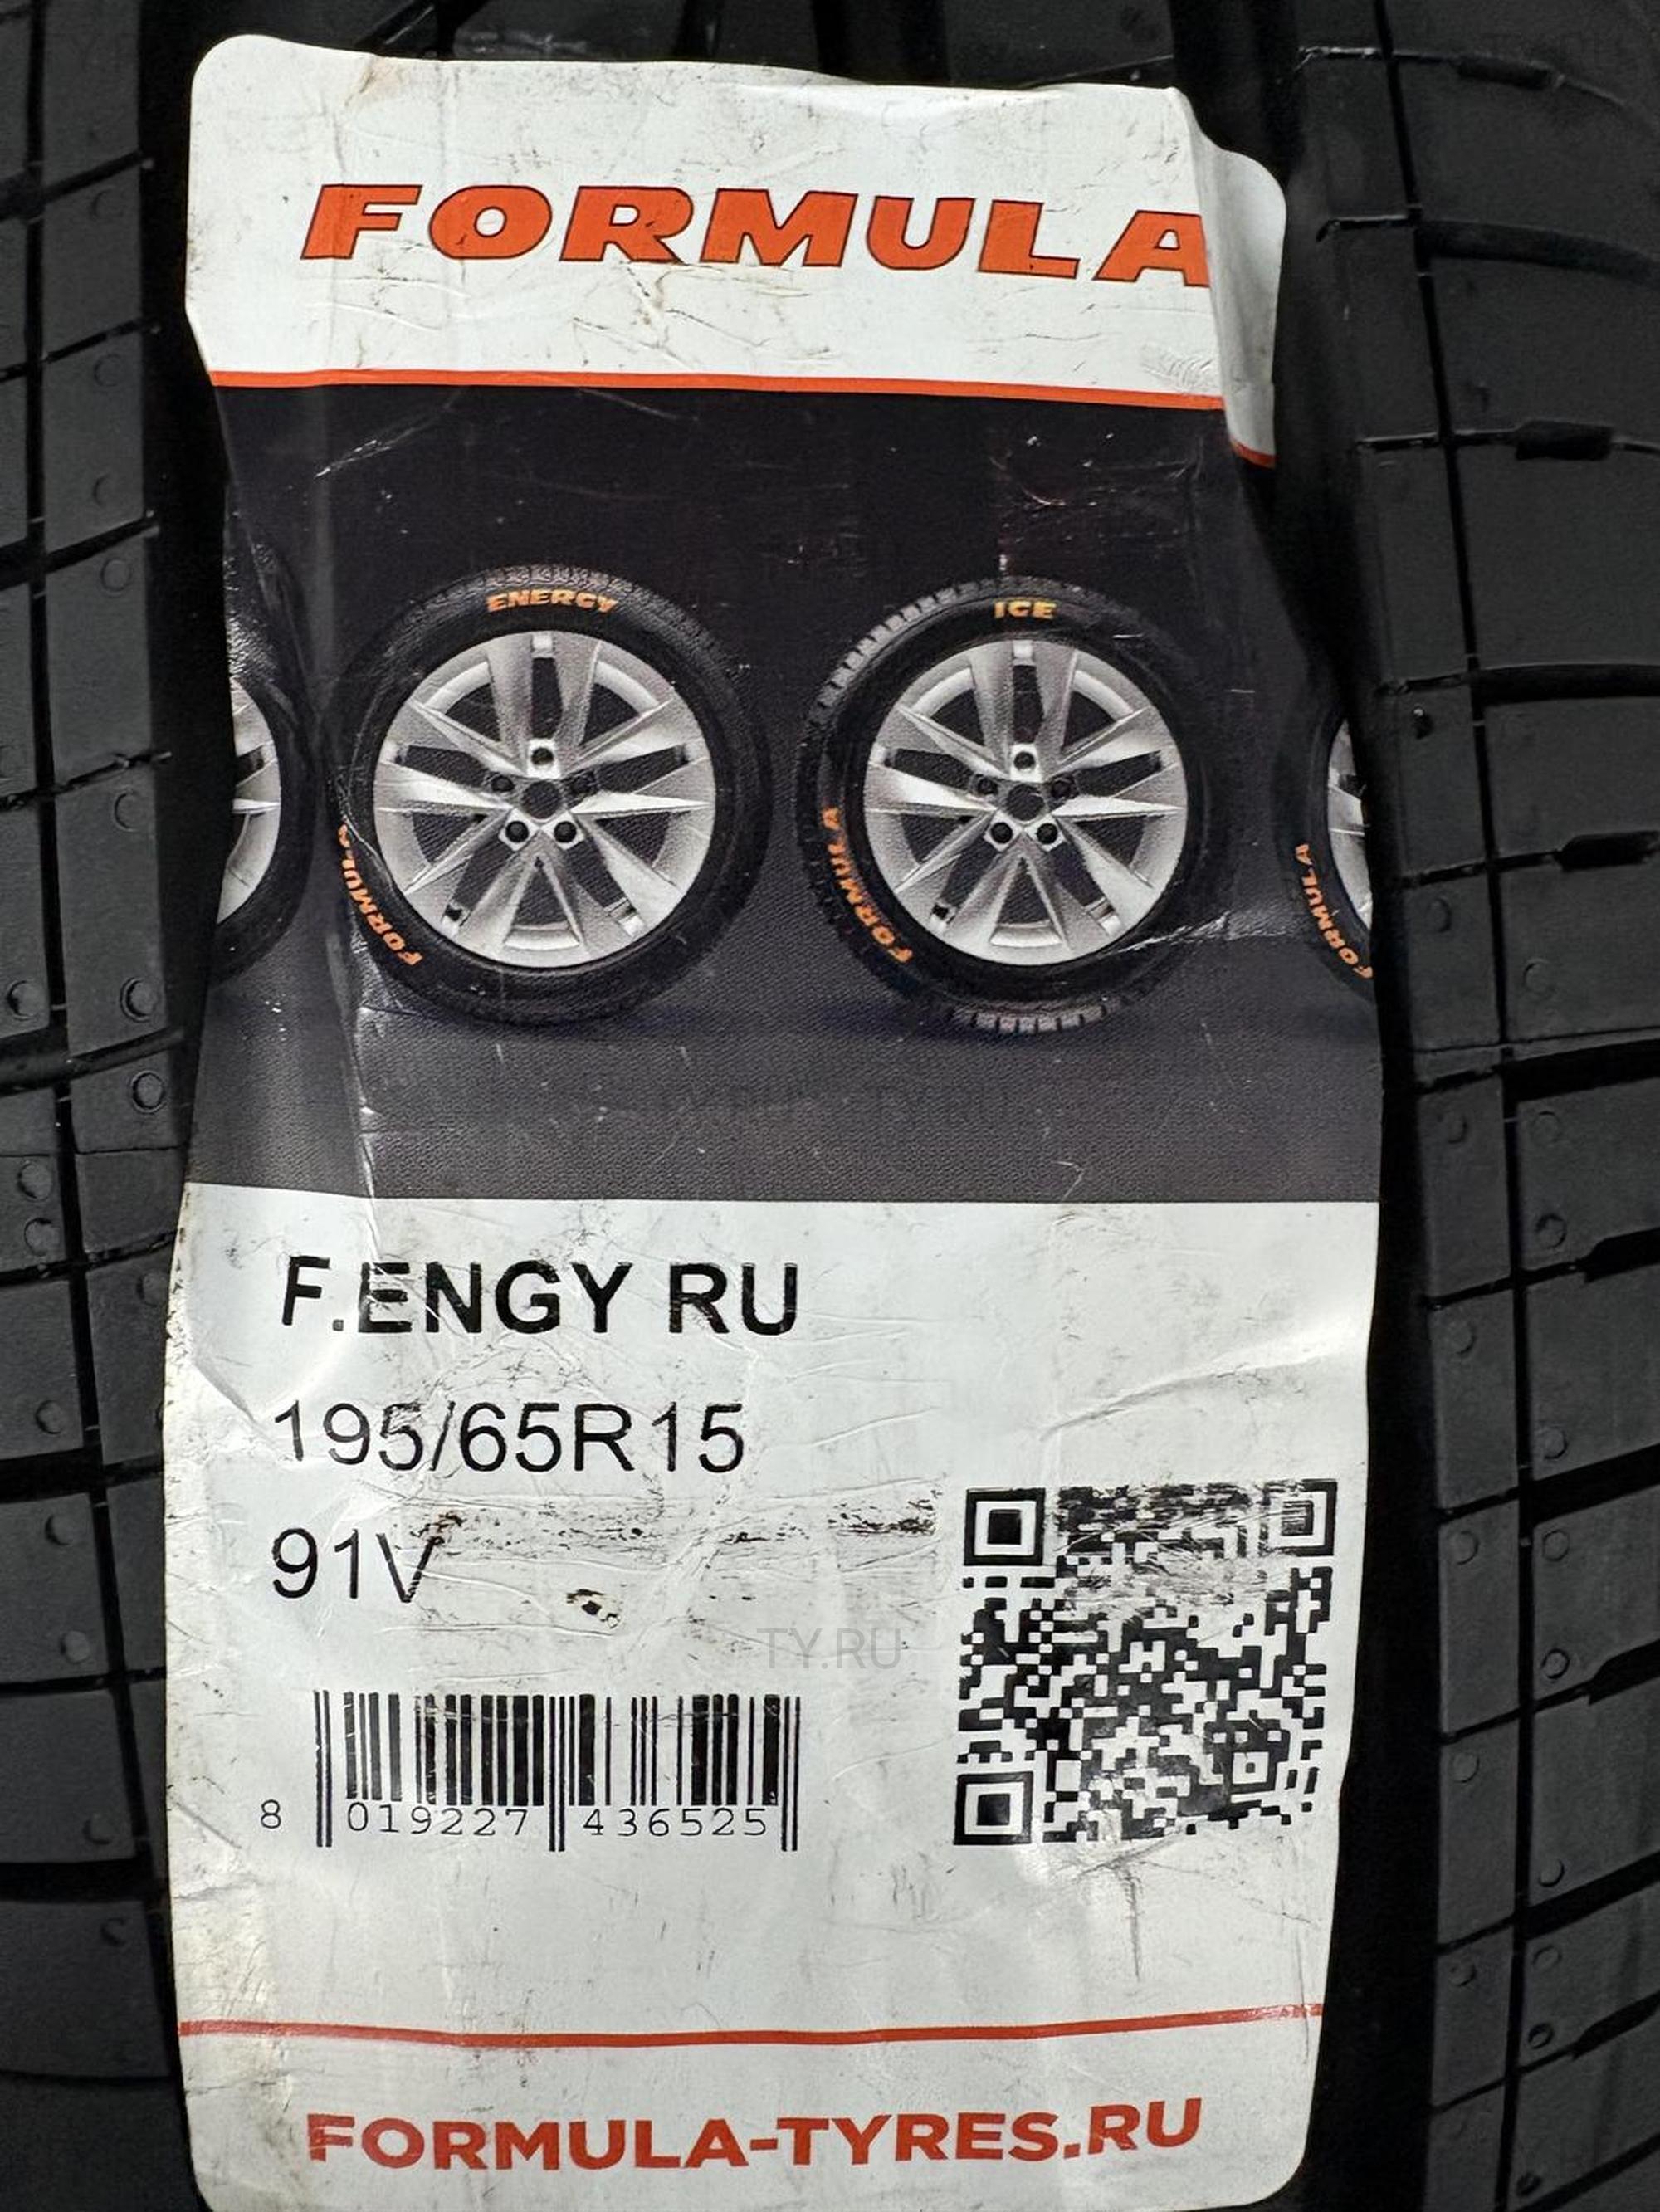 FORMULA
ENERGY
ICE
FORMULA
FORMULA
FORMULA
F.ENGY RU
195/65R15
91V
TY.RU
8 019227 436525
FORMULA-TYRES.RU